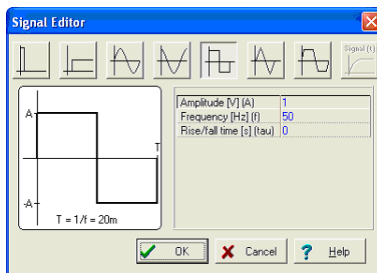 Signal Editor
Signal (t)
A
T
-A
T = 1/f = 20m
Amplitude [V] (A) 1
Frequency [Hz] (f) 50
Rise/fall time [s] (tau) 0
OK
Cancel
? Help